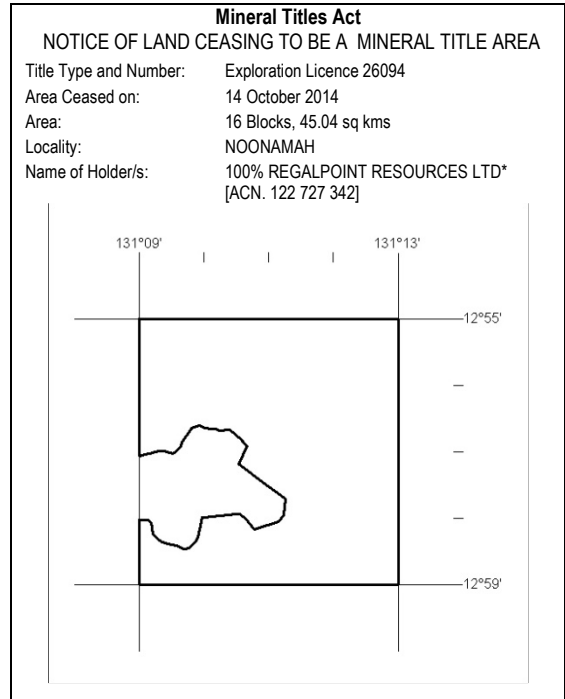 Mineral Titles Act
NOTICE OF LAND CEASING TO BE A MINERAL TITLE AREA
Title Type and Number: Exploration Licence 26094
Area Ceased on: 14 October 2014
Area: 16 Blocks, 45.04 sq kms
Locality: NOONAMAH
Name of Holder/s: 100% REGALPOINT RESOURCES LTD*
[ACN. 122 727 342]
131°09' 131°13'
12°55'
12°59'